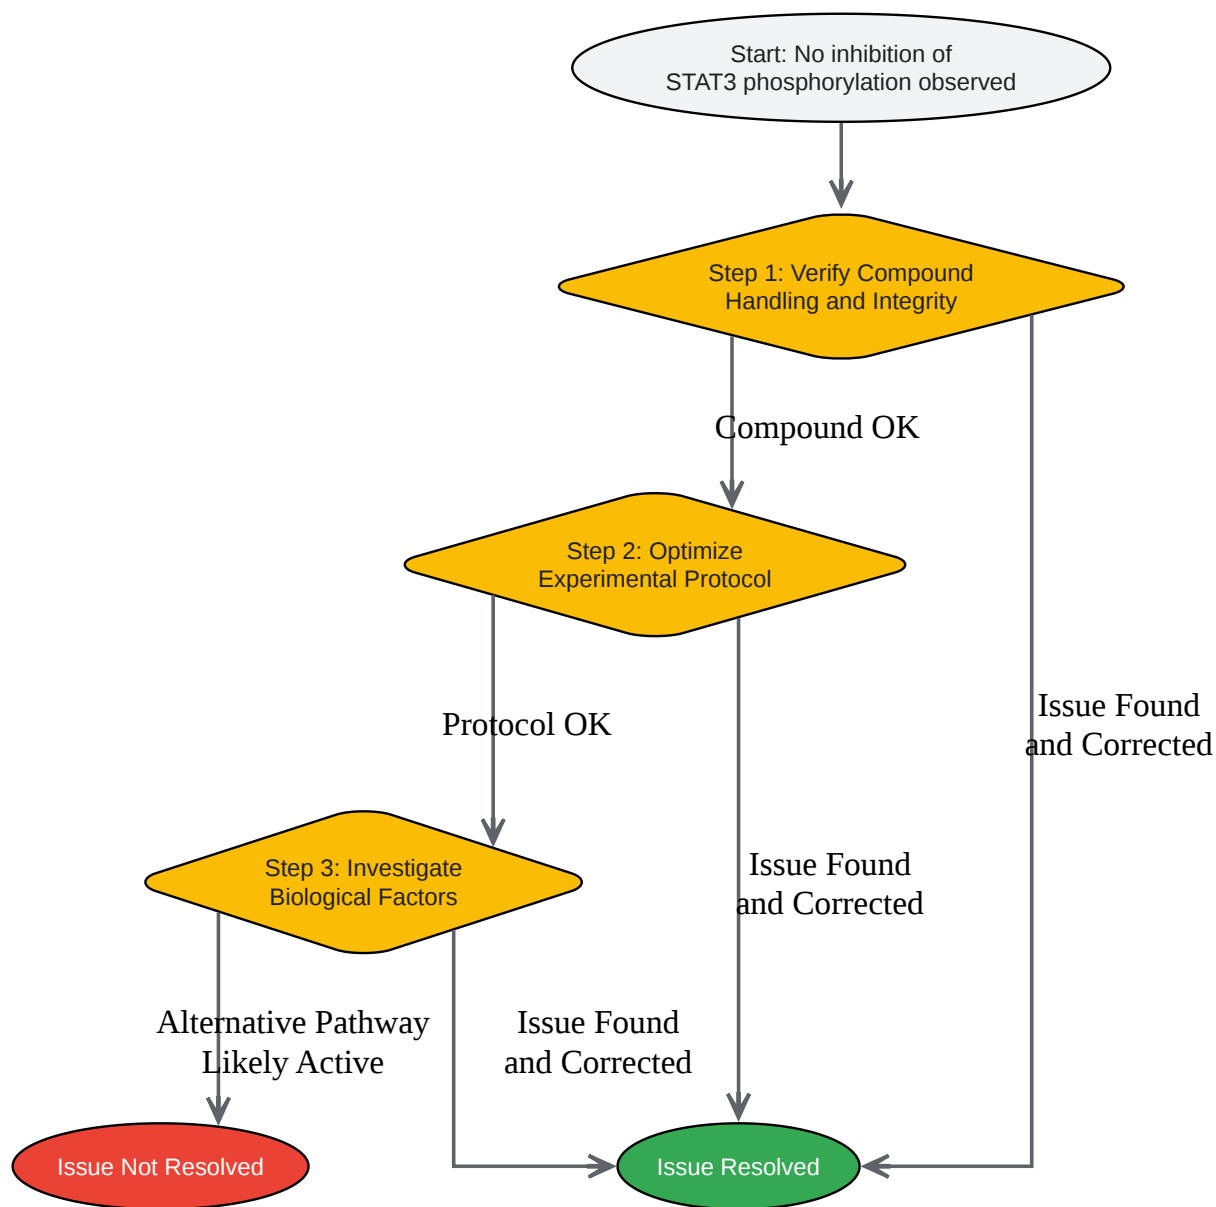 Start: No inhibition of
STAT3 phosphorylation observed
Step 1: Verify Compound
Handling and Integrity
Compound OK
Step 2: Optimize
Experimental Protocol
Protocol OK
Issue Found
and Corrected
Step 3: Investigate
Biological Factors
Issue Found
and Corrected
Alternative Pathway
Likely Active
Issue Found
and Corrected
Issue Not Resolved
Issue Resolved